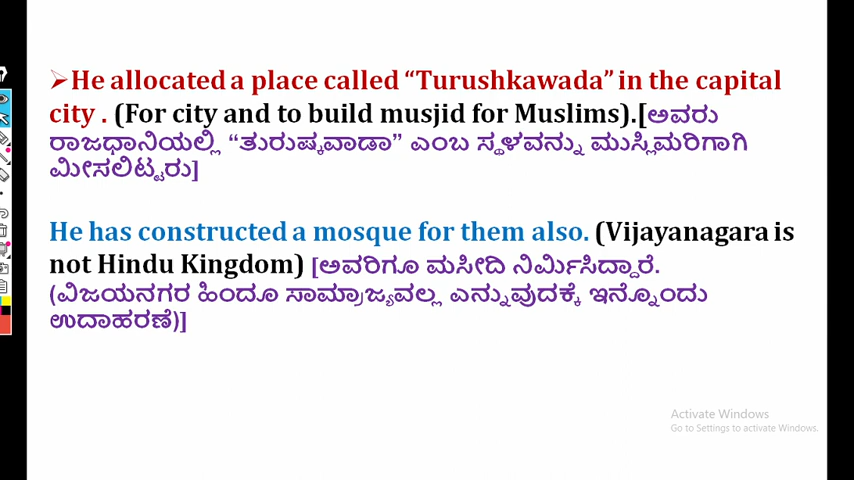 ➢He allocated a place called “Turushkawada” in the capital
city . (For city and to build musjid for Muslims).[ಅವರು
ರಾಜಧಾನಿಯಲ್ಲಿ “ತುರುಷ್ಕವಾಡಾ” ಎಂಬ ಸ್ಥಳವನ್ನು ಮುಸ್ಲಿಮರಿಗಾಗಿ
ಮೀಸಲಿಟ್ಟರು]
He has constructed a mosque for them also. (Vijayanagara is
not Hindu Kingdom) [ಅವರಿಗೂ ಮಸೀದಿ ನಿರ್ಮಿಸಿದ್ದಾರೆ.
(ವಿಜಯನಗರ ಹಿಂದೂ ಸಾಮ್ರಾಜ್ಯವಲ್ಲ ಎನ್ನುವುದಕ್ಕೆ ಇನ್ನೊಂದು
ಉದಾಹರಣೆ)]
Activate Windows
Go to Settings to activate Windows.